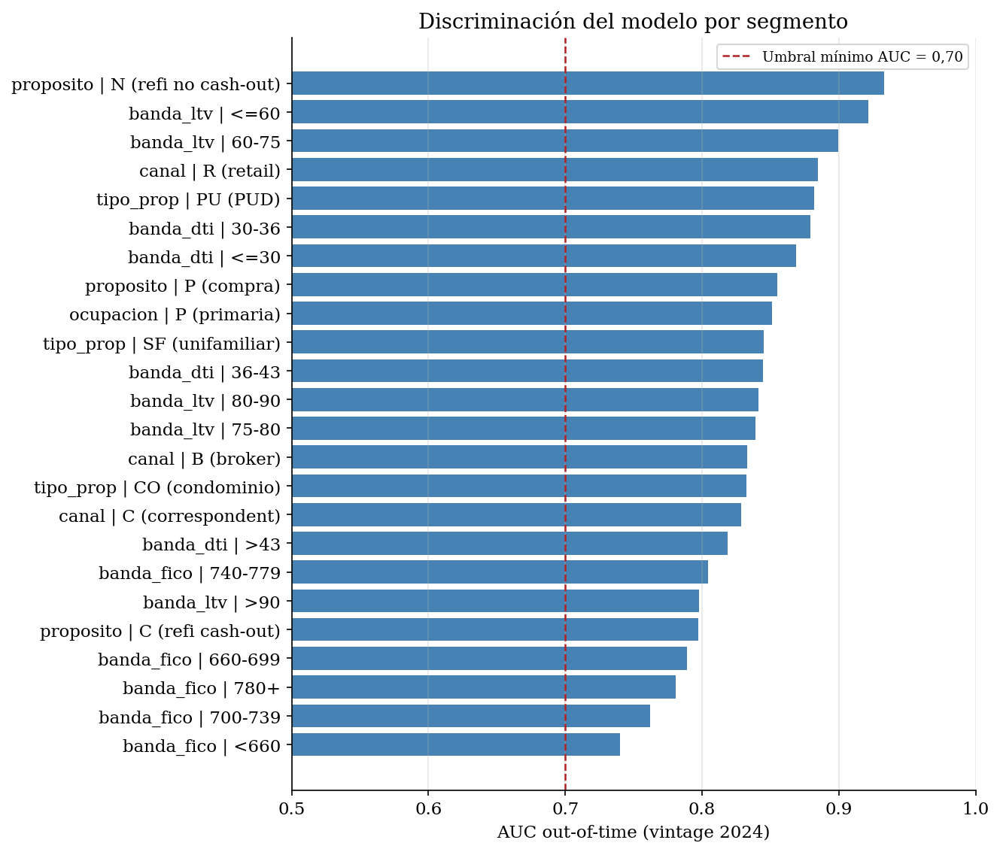 Discriminación del modelo por segmento
Umbral mínimo AUC = 0,70
proposito | N (refi no cash-out)
banda_ltv | <=60
banda_ltv | 60-75
canal | R (retail)
tipo_prop | PU (PUD)
banda_dti | 30-36
banda_dti | <=30
proposito | P (compra)
ocupacion | P (primaria)
tipo_prop | SF (unifamiliar)
banda_dti | 36-43
banda_ltv | 80-90
banda_ltv | 75-80
canal | B (broker)
tipo_prop | CO (condominio)
canal | C (correspondent)
banda_dti | >43
banda_fico | 740-779
banda_ltv | >90
proposito | C (refi cash-out)
banda_fico | 660-699
banda_fico | 780+
banda_fico | 700-739
banda_fico | <660
0.5 0.6 0.7 0.8 0.9 1.0
AUC out-of-time (vintage 2024)